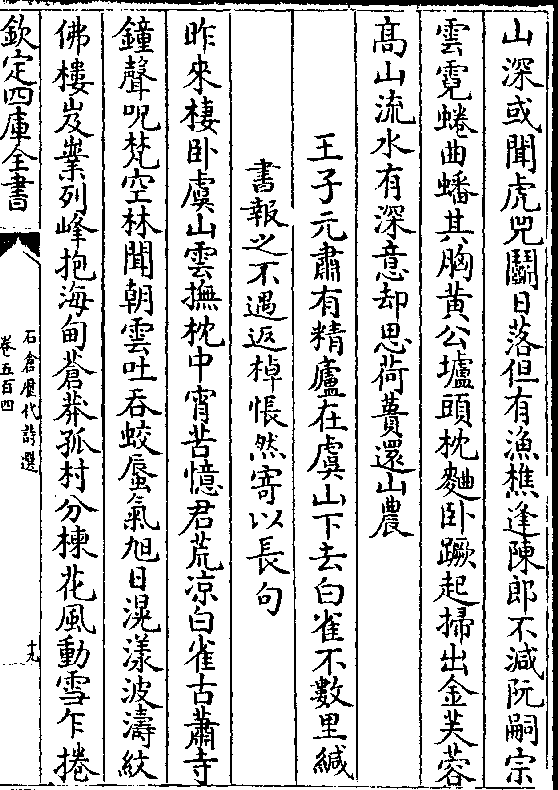 山深或聞虎兕鬭日落但有漁樵逢陳郎不減阮嗣宗
雲霓蜷曲蟠其胸黃公壚頭枕麯卧蹶起掃出金芙蓉
髙山流水有深意却思荷蕢還山農
王子元肅有精廬在虞山下去白雀不數里緘
書報之不遇返棹悵然寄以長句
昨來棲卧虞山雲撫枕中宵苦憶君荒凉白雀古蕭寺
鐘聲呪梵空林聞朝雲吐吞蛟蜃氣旭日滉漾波濤紋
佛樓岌嶪列峰抱海甸蒼莽孤村分楝花風動雪乍捲
欽定四庫全書
石倉歷代詩選
卷五百四
十九